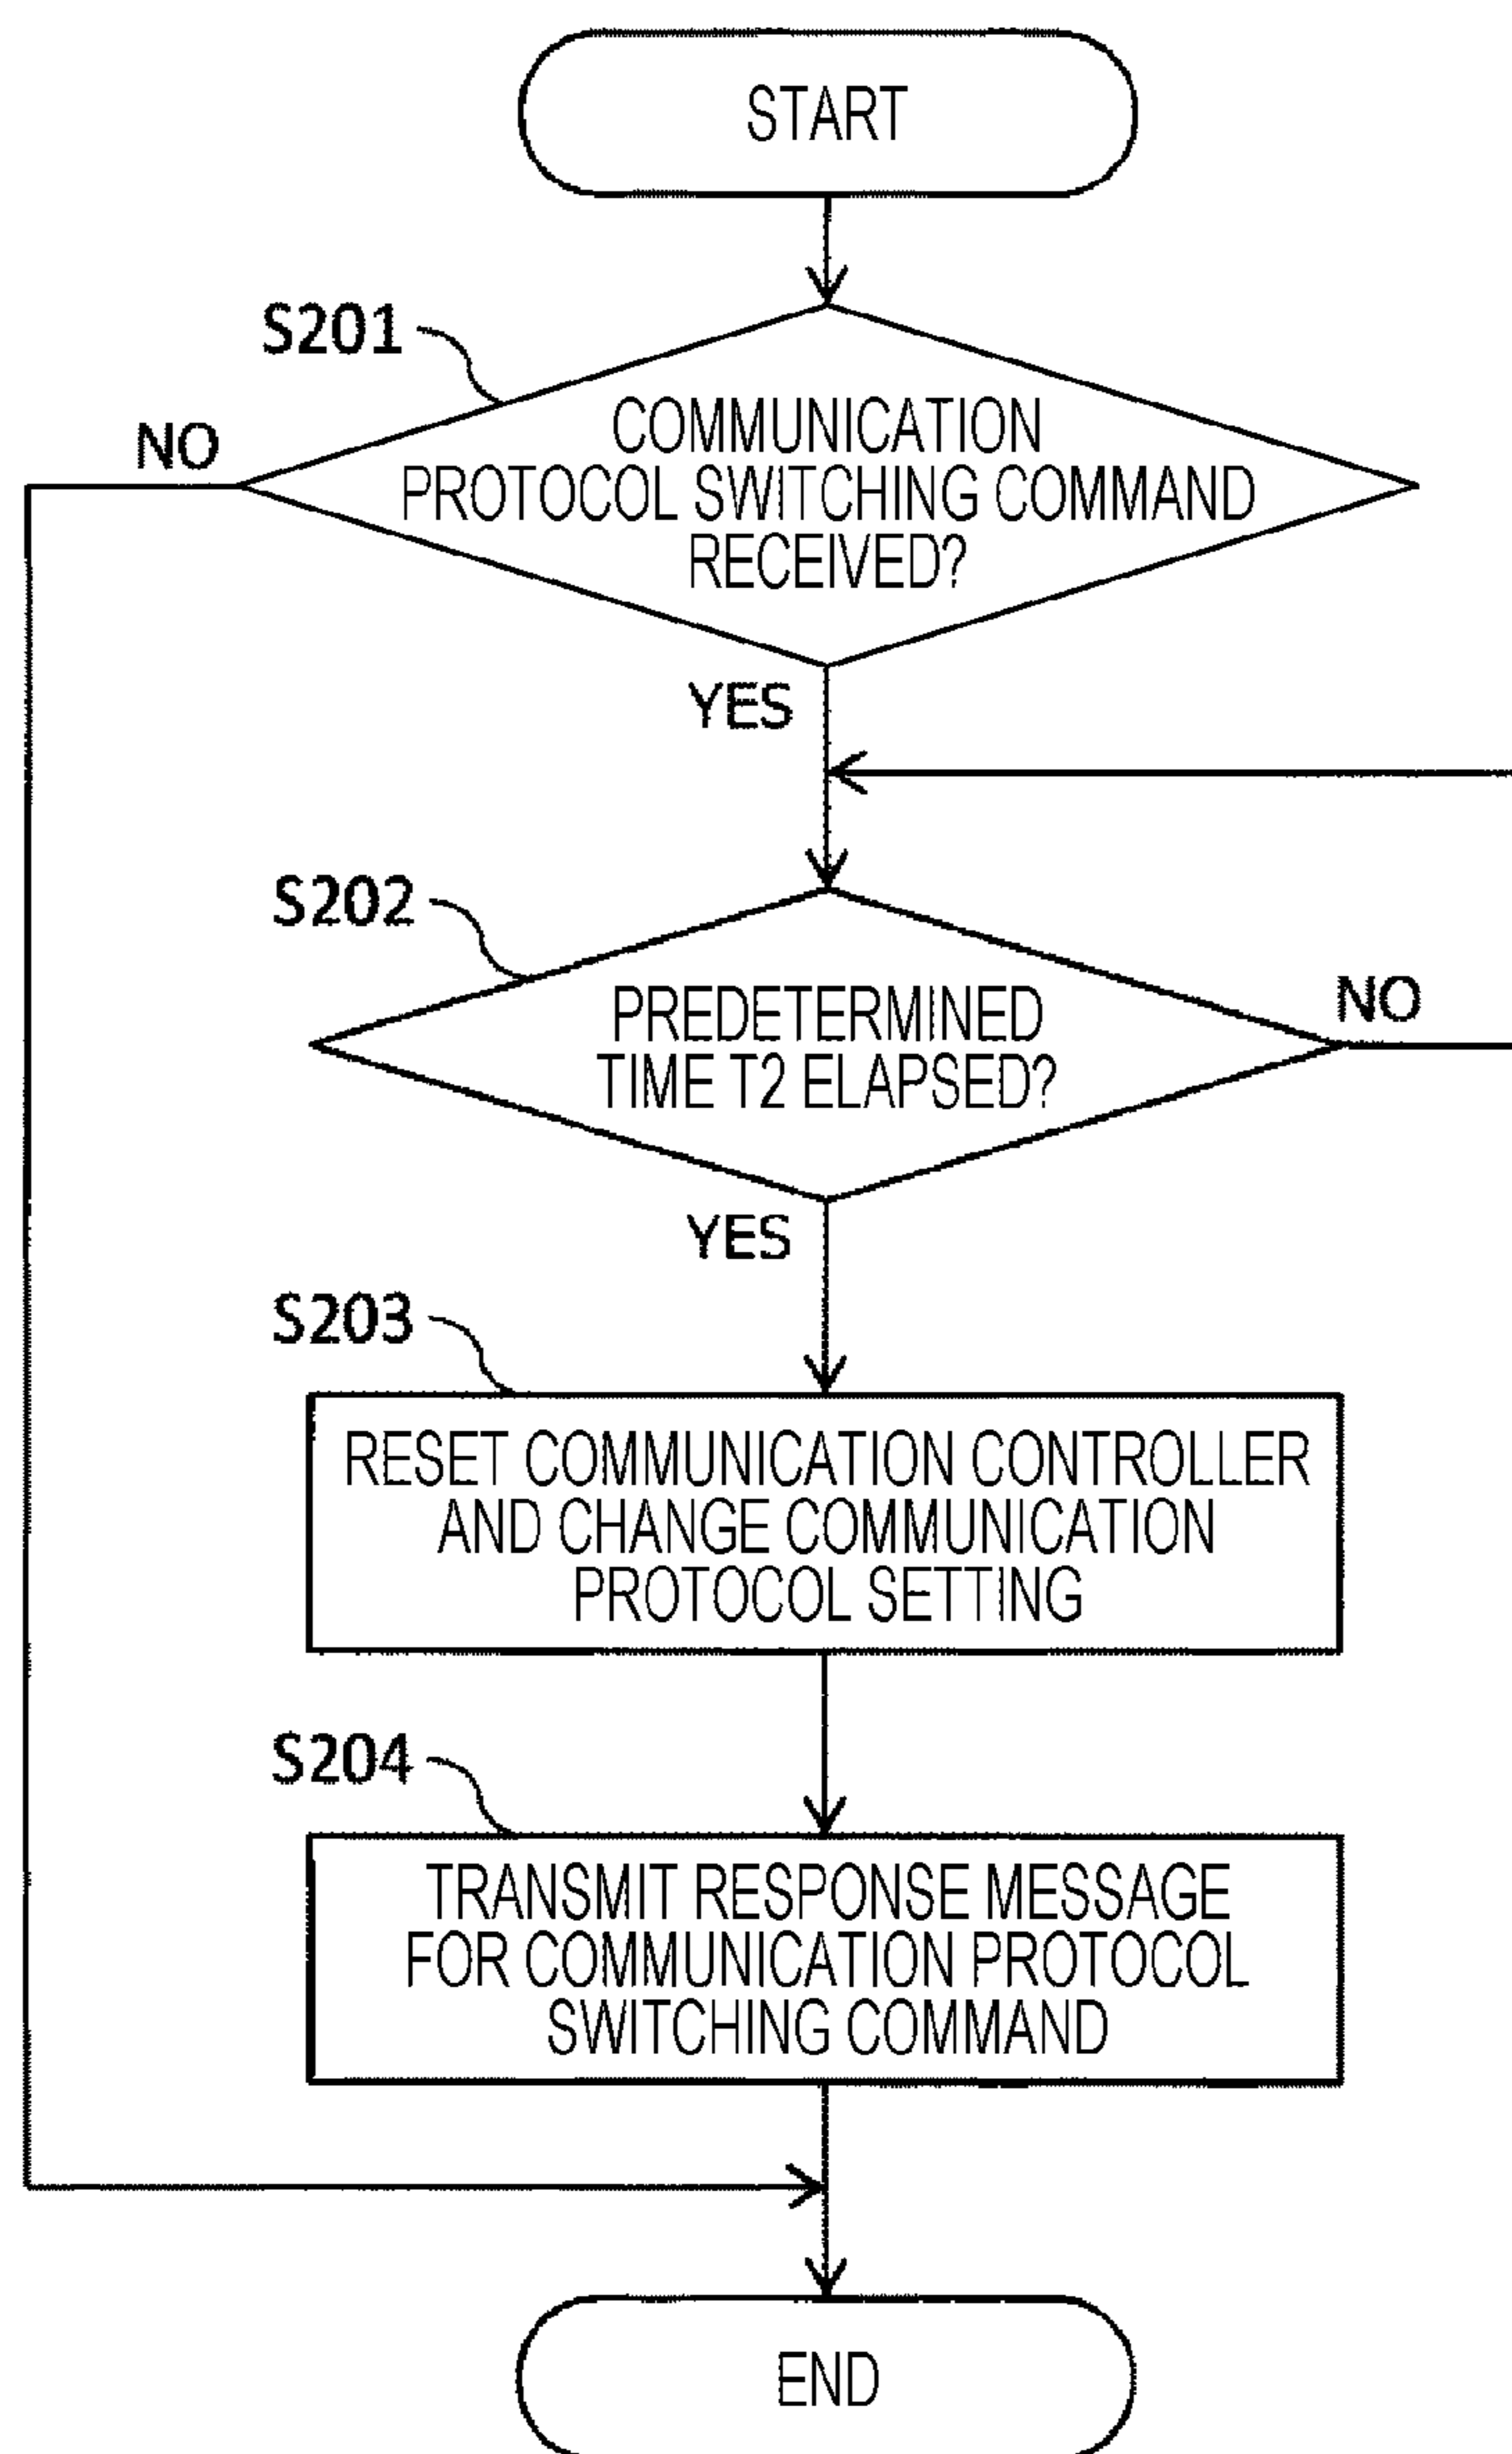 START
S201
NO
COMMUNICATION
PROTOCOL SWITCHING COMMAND
RECEIVED?
YES
S202
PREDETERMINED
TIME T2 ELAPSED?
NO
YES
S203
RESET COMMUNICATION CONTROLLER
AND CHANGE COMMUNICATION
PROTOCOL SETTING
S204
TRANSMIT RESPONSE MESSAGE
FOR COMMUNICATION PROTOCOL
SWITCHING COMMAND
END